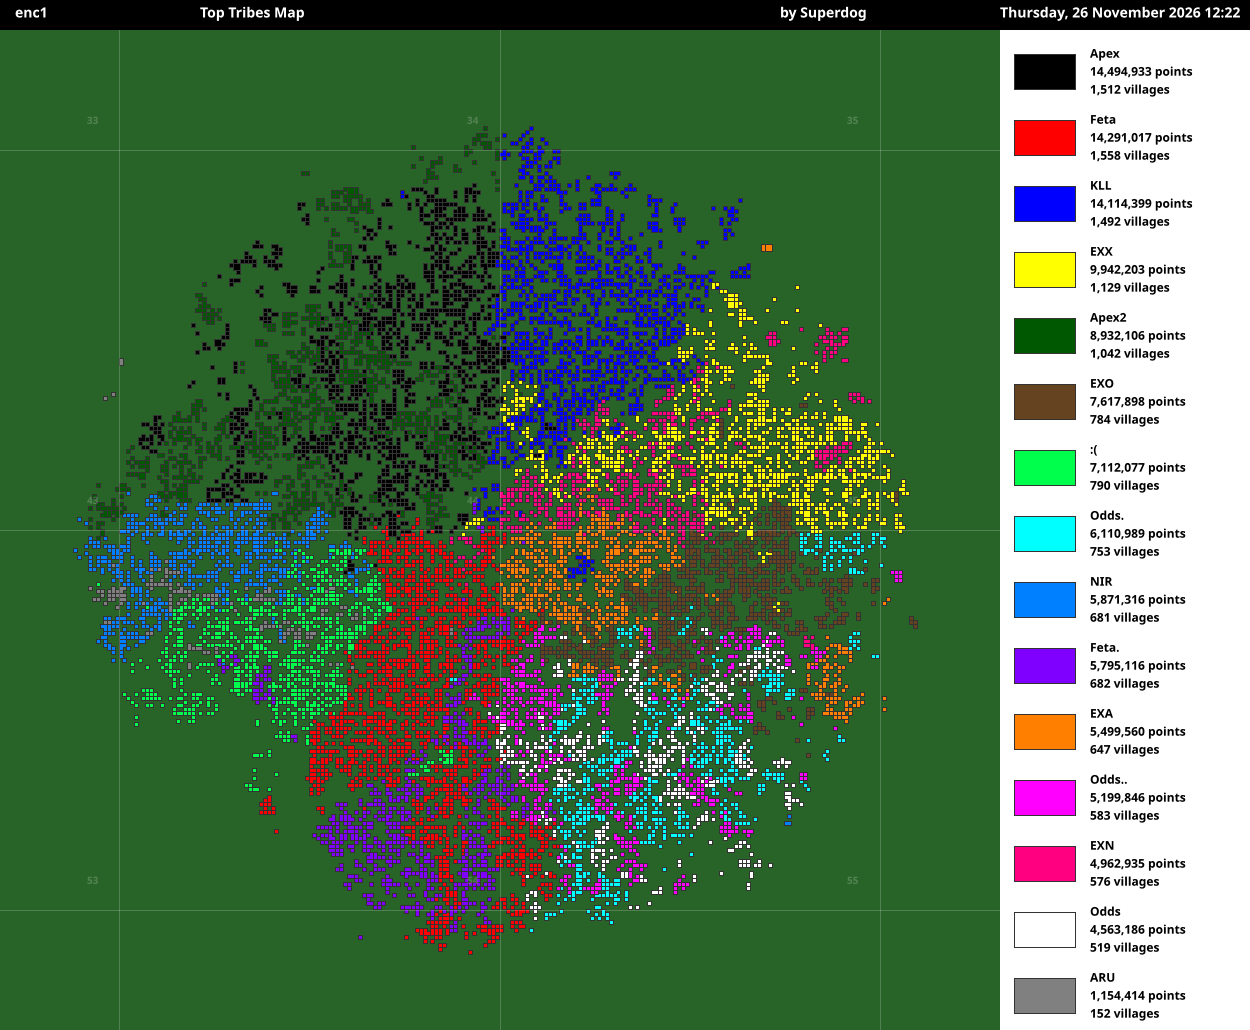 enc1 Top Tribes Map by Superdog Thursday, 26 November 2026 12:22
33 34 35
43
53 55
Apex
14,494,933 points
1,512 villages
Feta
14,291,017 points
1,558 villages
KLL
14,114,399 points
1,492 villages
EXX
9,942,203 points
1,129 villages
Apex2
8,932,106 points
1,042 villages
EXO
7,617,898 points
784 villages
:(
7,112,077 points
790 villages
Odds.
6,110,989 points
753 villages
NIR
5,871,316 points
681 villages
Feta.
5,795,116 points
682 villages
EXA
5,499,560 points
647 villages
Odds..
5,199,846 points
583 villages
EXN
4,962,935 points
576 villages
Odds
4,563,186 points
519 villages
ARU
1,154,414 points
152 villages